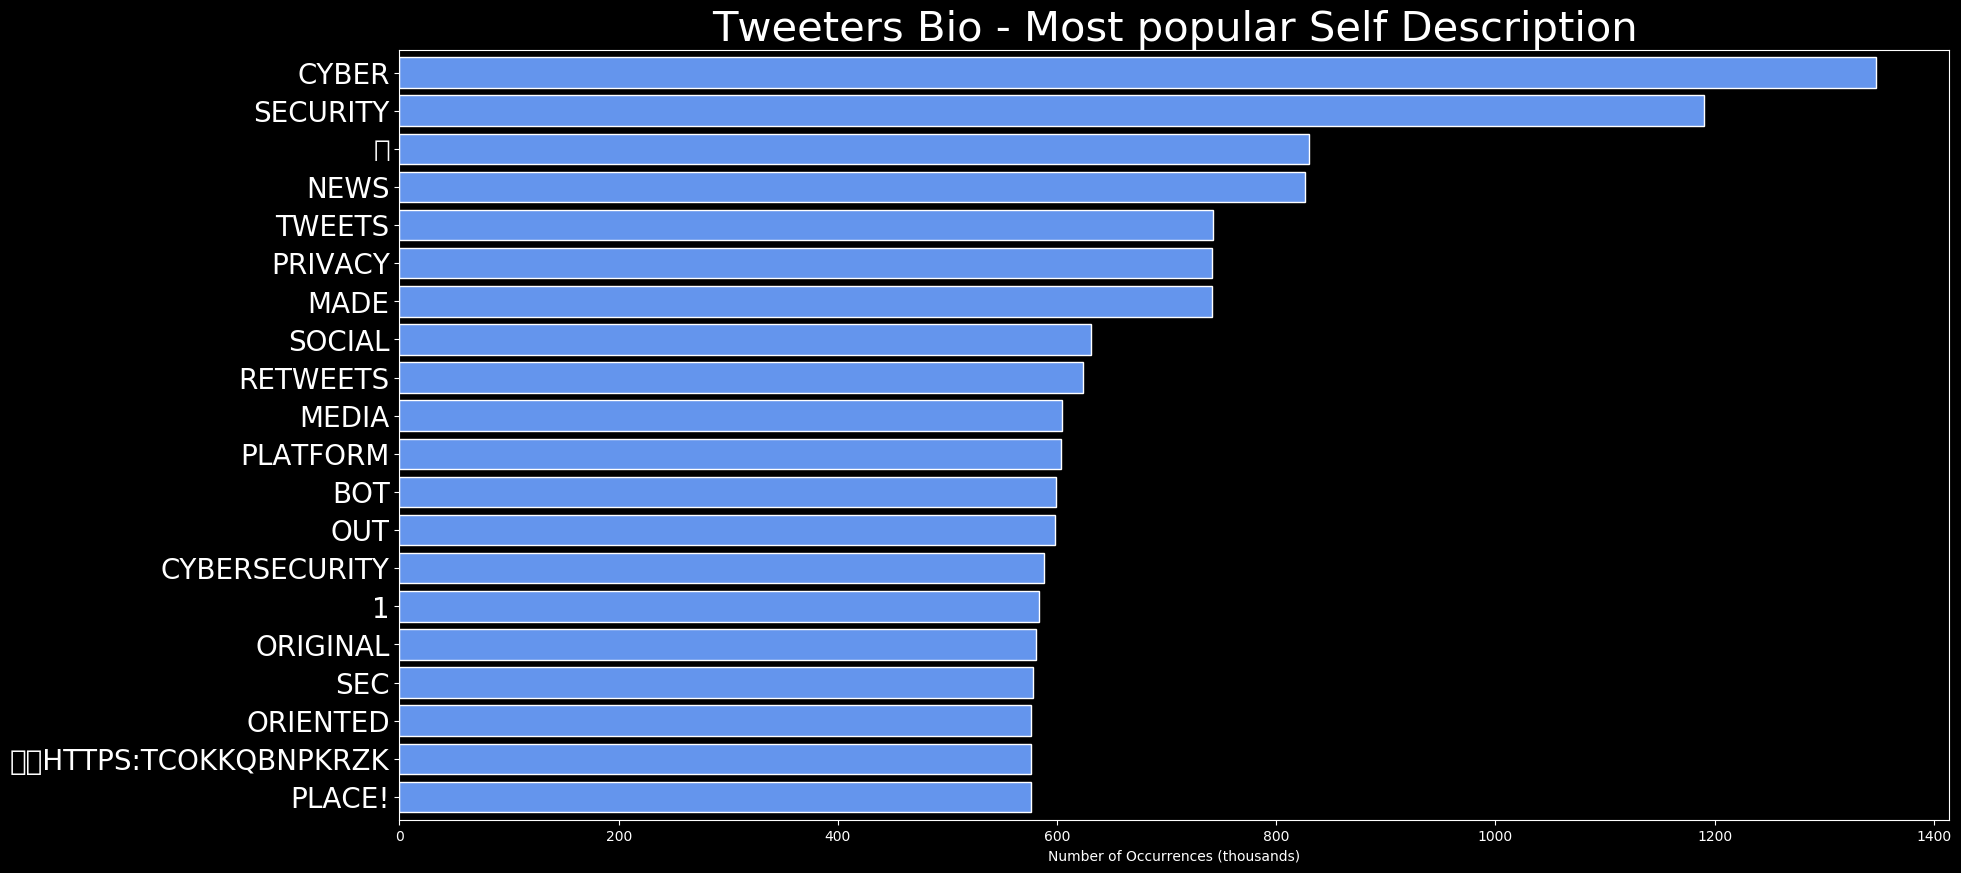 Tweeters Bio - Most popular Self Description
CYBER
SECURITY
NEWS
TWEETS
PRIVACY
MADE
SOCIAL
RETWEETS
MEDIA
PLATFORM
BOT
OUT
CYBERSECURITY
1
ORIGINAL
SEC
ORIENTED
HTTPS:TCOKKQBNPKRZK
PLACE!
0 200 400 600 800 1000 1200 1400
Number of Occurrences (thousands)